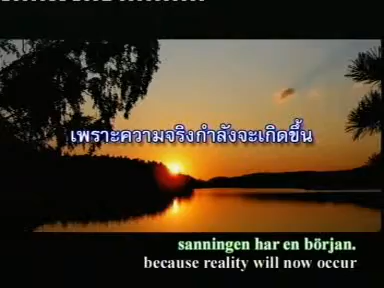 เพราะความจริงกำลังจะเกิดขึ้น
sanningen har en början.
because reality will now occur